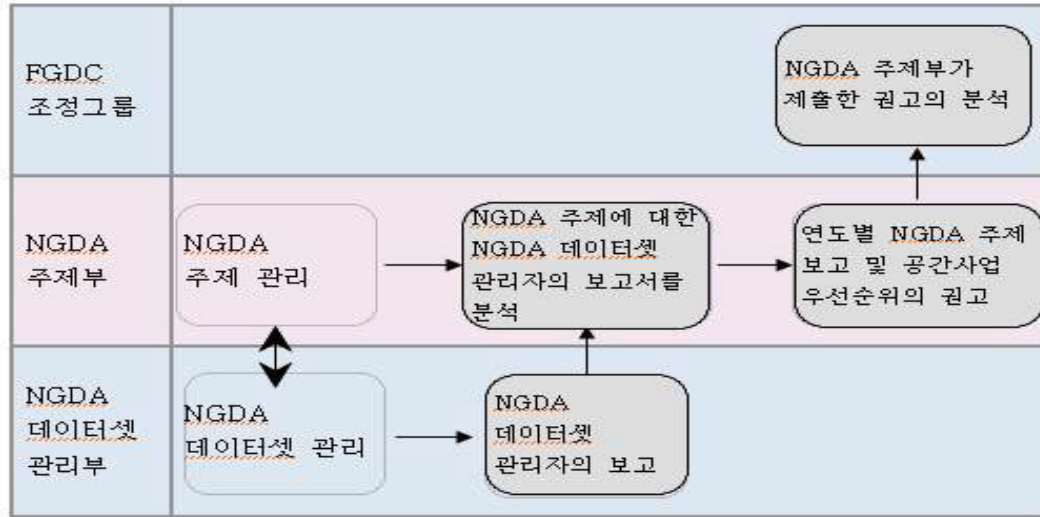 FGDC
조정그룹
NGDA 주제부가
제출한 권고의 분석
NGDA
주제부
NGDA
주제 관리
NGDA 주제에 대한
NGDA 데이터셋
관리자의 보고서를
분석
연도별 NGDA 주제
보고 및 공간사업
우선순위의 권고
NGDA
데이터셋
관리부
NGDA
데이터셋 관리
NGDA
데이터셋
관리자의 보고